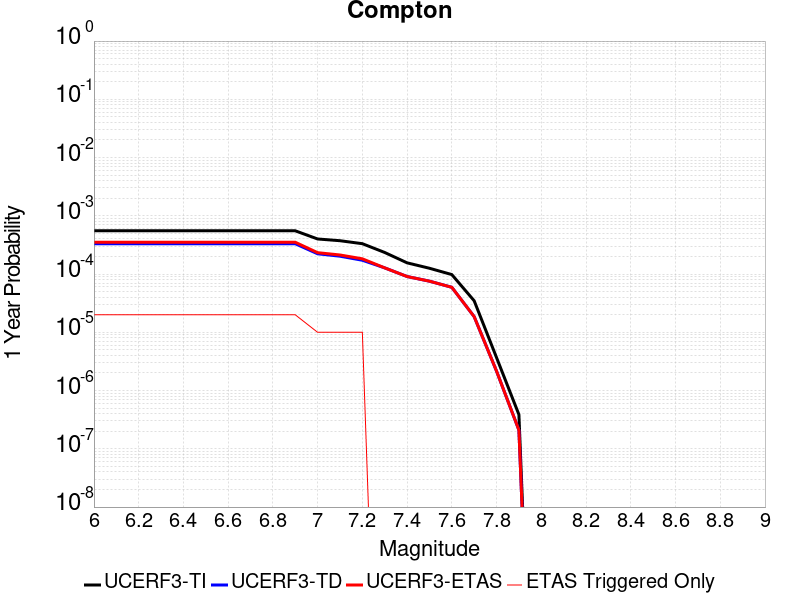 Compton
1 Year Probability
10^0
10^-1
10^-2
10^-3
10^-4
10^-5
10^-6
10^-7
10^-8
6 6.2 6.4 6.6 6.8 7 7.2 7.4 7.6 7.8 8 8.2 8.4 8.6 8.8 9
Magnitude
UCERF3-TI UCERF3-TD UCERF3-ETAS ETAS Triggered Only